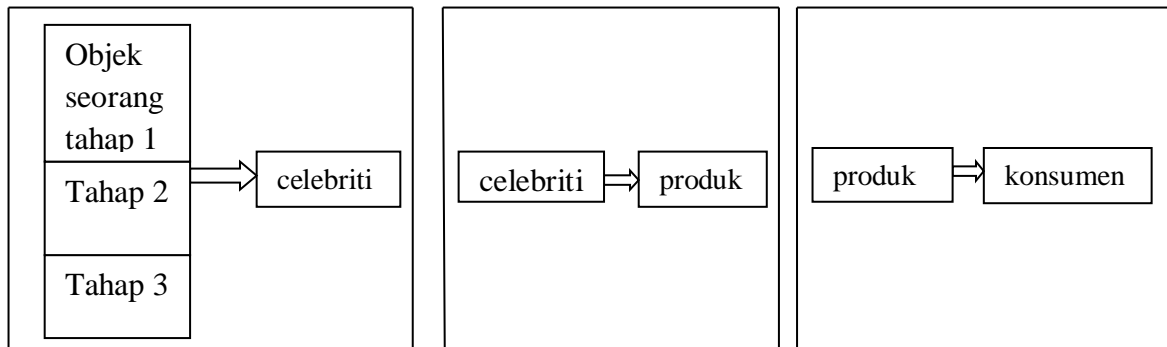 Objek
seorang
tahap 1
Tahap 2
Tahap 3
celebriti
celebriti
produk
produk
konsumen